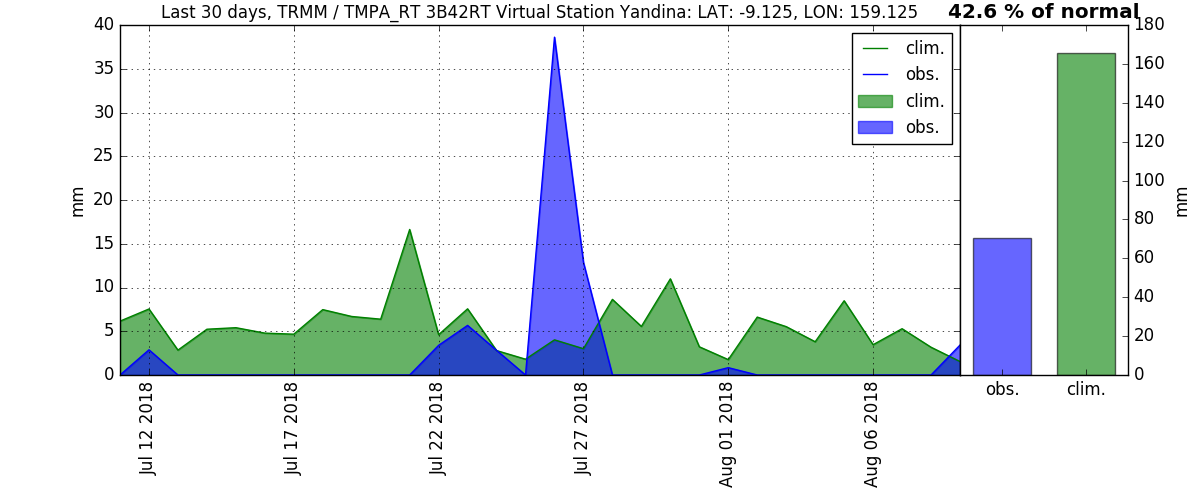 Last 30 days, TRMM / TMPA_RT 3B42RT Virtual Station Yandina: LAT: -9.125, LON: 159.125
42.6 % of normal
mm
40
35
30
25
20
15
10
5
0
clim.
obs.
clim.
obs.
Jul 12 2018
Jul 17 2018
Jul 22 2018
Jul 27 2018
Aug 01 2018
Aug 06 2018
180
160
140
120
100
80
60
40
20
0
mm
obs.
clim.